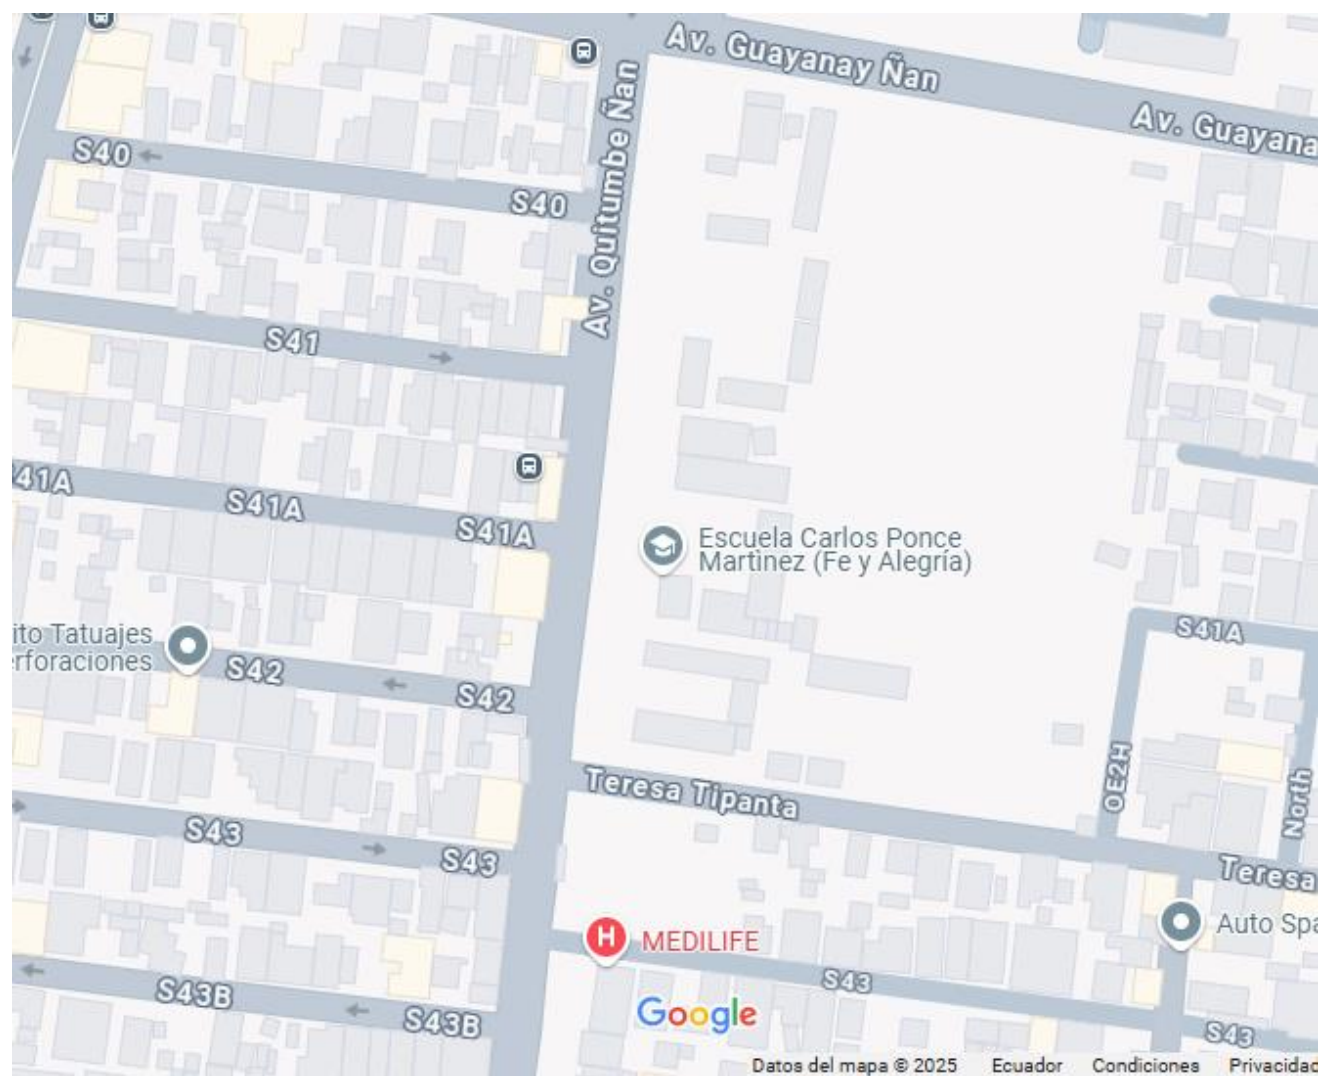 Av. Guayanay Ñan
Av. Guayana
S40
S40
Av. Quitumbe Ñan
S41
S41A
S41A
41A
Escuela Carlos Ponce
Martinez (Fe y Alegría)
S41A
ito Tatuajes
erforaciones
S42
S42
OE2H
North
Teresa Tipanta
S43
S43
Teresa
Auto Spa
H MEDILIFE
S43
S43B
S43B
Google
S43
Datos del mapa © 2025 Ecuador Condiciones Privacidad